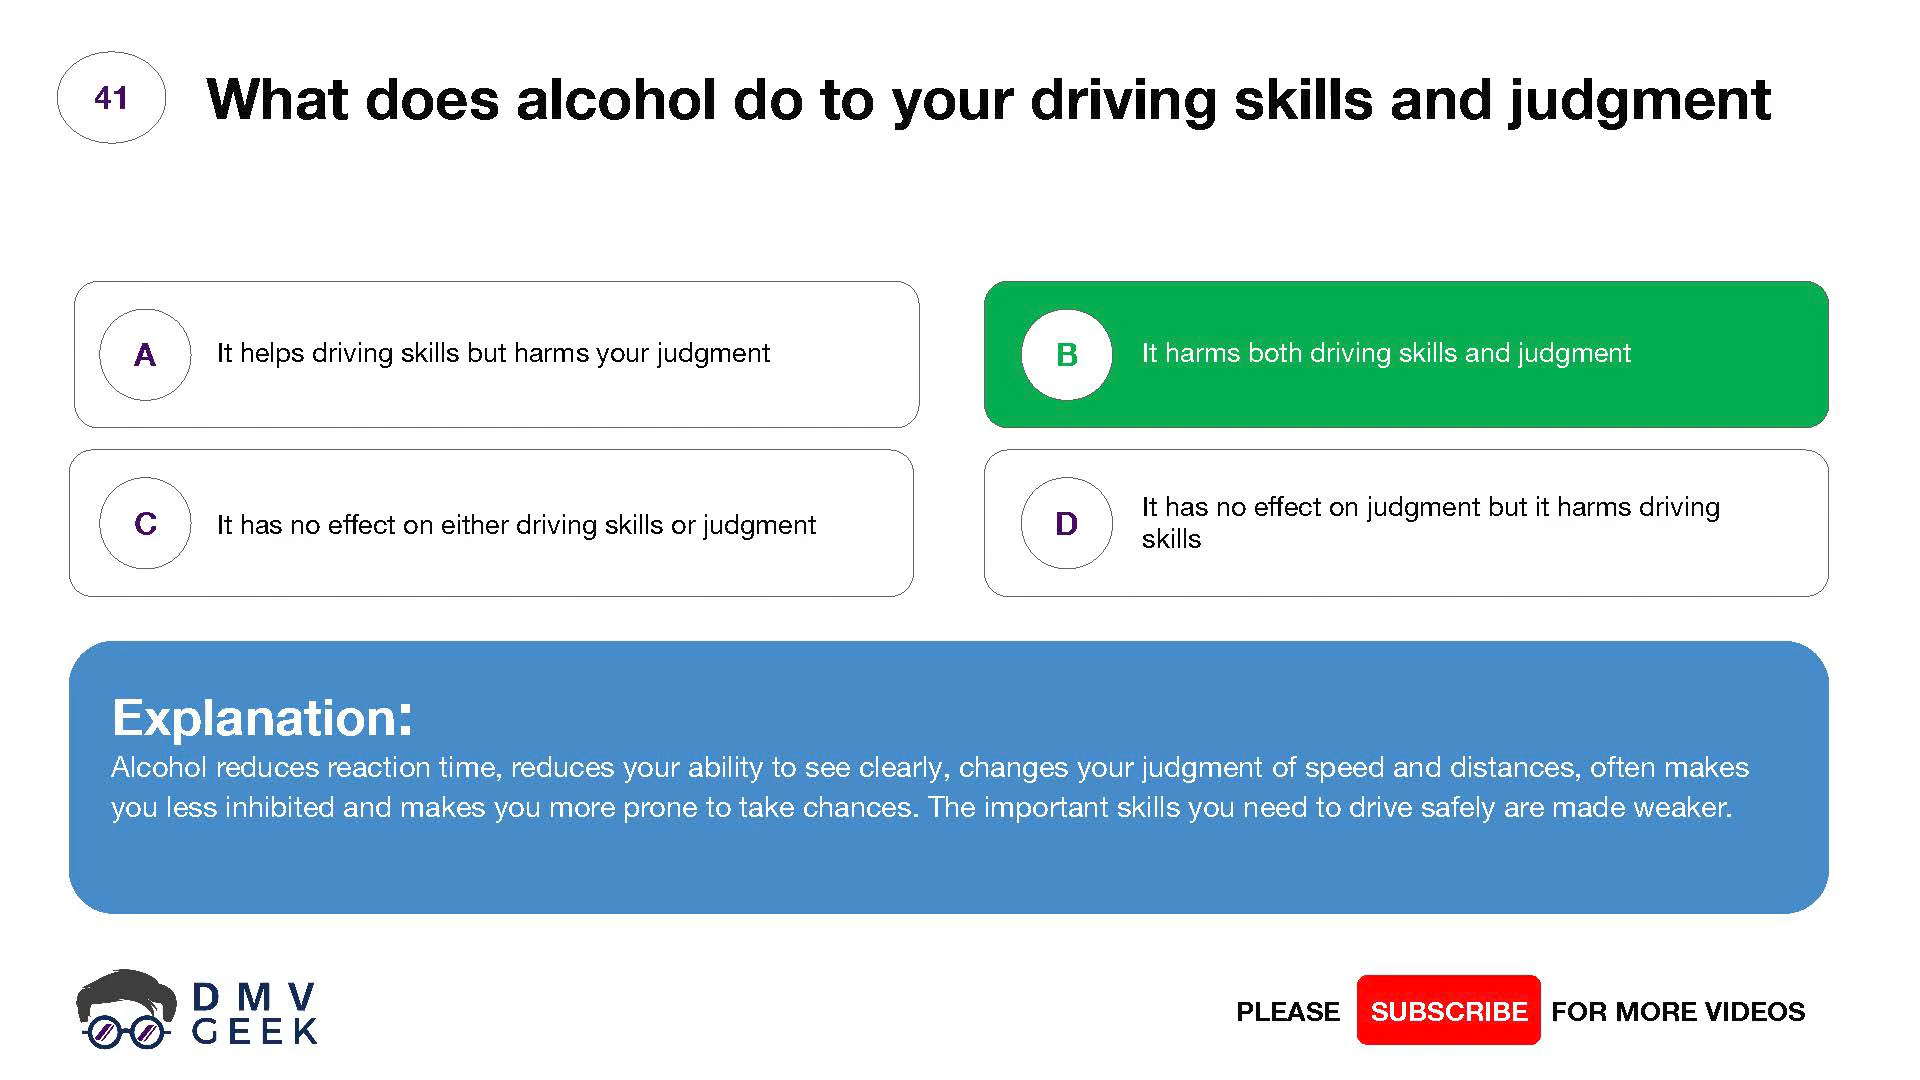 41
What does alcohol do to your driving skills and judgment
A
It helps driving skills but harms your judgment
B
It harms both driving skills and judgment
C
It has no effect on either driving skills or judgment
D
It has no effect on judgment but it harms driving
skills
Explanation:
Alcohol reduces reaction time, reduces your ability to see clearly, changes your judgment of speed and distances, often makes
you less inhibited and makes you more prone to take chances. The important skills you need to drive safely are made weaker.
DMV
GEEK
PLEASE SUBSCRIBE FOR MORE VIDEOS